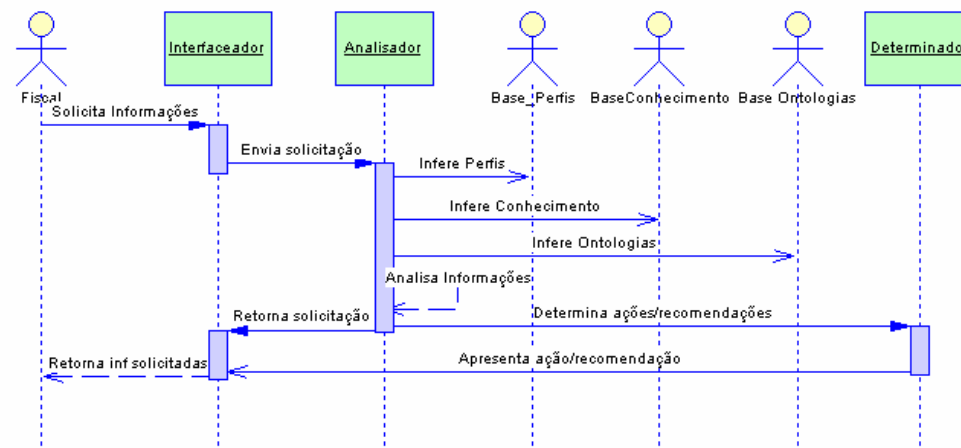 Interfaceador
Analisador
Determinado
Fiscal
Base_Perfis
BaseConhecimento
Base Ontologias
Solicita Informações
Envia solicitação
Infere Perfis
Infere Conhecimento
Infere Ontologias
Analisa Informações
Retorna solicitação
Determina ações/recomendações
Retorna inf solicitadas
Apresenta ação/recomendação